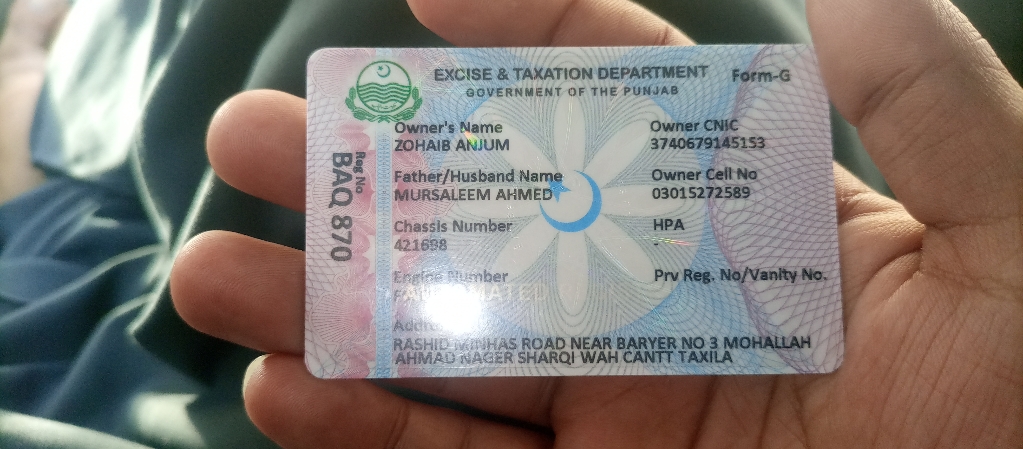 EXCISE & TAXATION DEPARTMENT
Form-G
GOVERNMENT OF THE PUNJAB
Reg No
BAQ 870
Owner's Name
Owner CNIC
ZOHAIB ANJUM
3740679145153
Father/Husband Name
Owner Cell No
MURSALEEM AHMED
03015272589
Chassis Number
HPA
421698
-
Engine Number
Prv Reg. No/Vanity No.
Address
RASHID MINHAS ROAD NEAR BARYER NO 3 MOHALLAH
AHMAD NAGER SHARQI WAH CANTT TAXILA